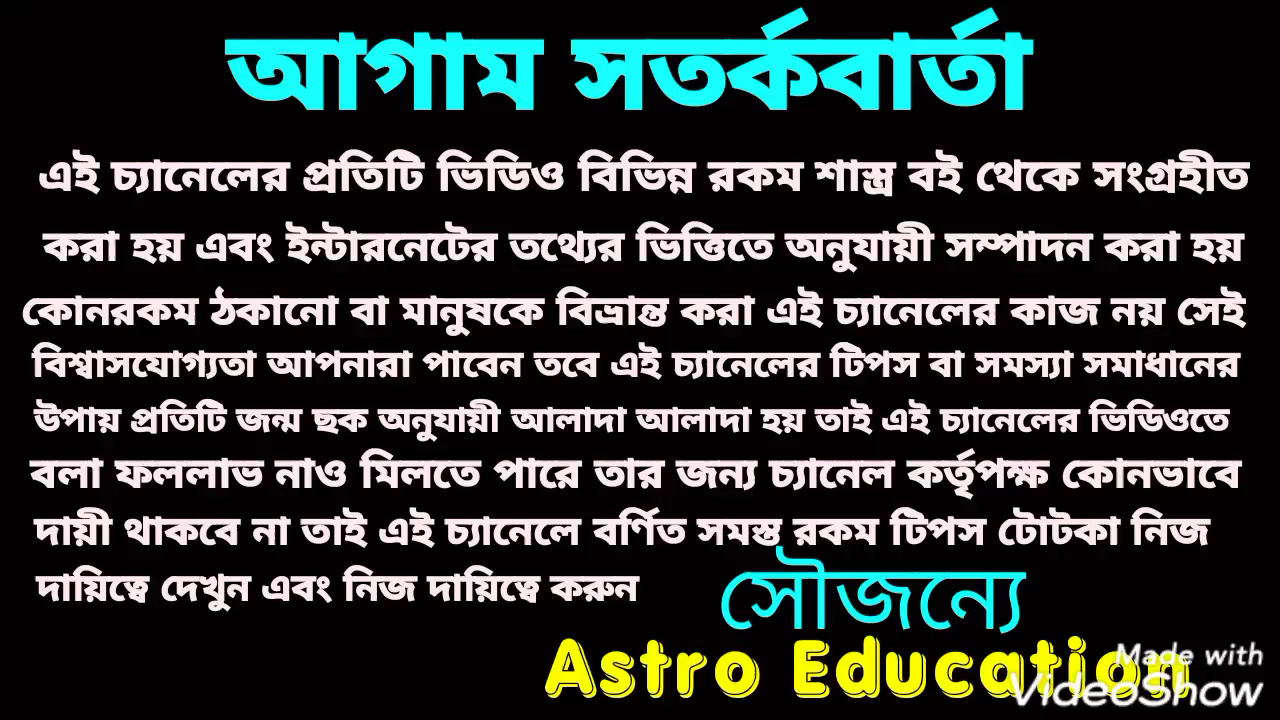 আগাম সতর্কবার্তা
এই চ্যানেলের প্রতিটি ভিডিও বিভিন্ন রকম শাস্ত্র বই থেকে সংগ্রহীত
করা হয় এবং ইন্টারনেটের তথ্যের ভিত্তিতে অনুযায়ী সম্পাদন করা হয়
কোনরকম ঠকানো বা মানুষকে বিভ্রান্ত করা এই চ্যানেলের কাজ নয় সেই
বিশ্বাসযোগ্যতা আপনারা পাবেন তবে এই চ্যানেলের টিপস বা সমস্যা সমাধানের
উপায় প্রতিটি জন্ম ছক অনুযায়ী আলাদা আলাদা হয় তাই এই চ্যানেলের ভিডিওতে
বলা ফললাভ নাও মিলতে পারে তার জন্য চ্যানেল কর্তৃপক্ষ কোনভাবে
দায়ী থাকবে না তাই এই চ্যানেলে বর্ণিত সমস্ত রকম টিপস টোটকা নিজ
দায়িত্বে দেখুন এবং নিজ দায়িত্বে করুন
সৌজন্যে
Astro Education
Made with
VideoShow